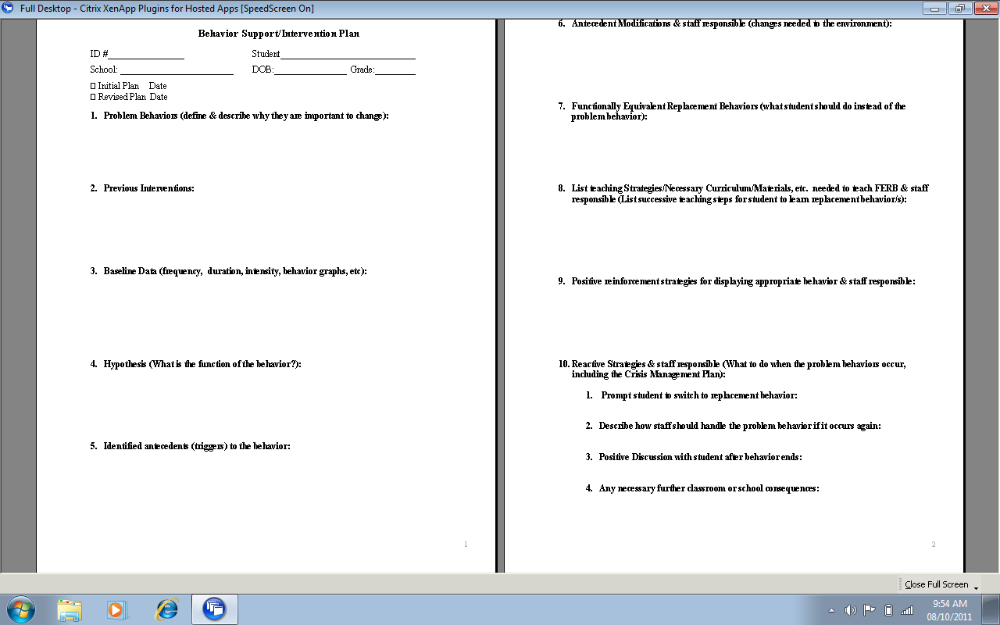 Full Desktop - Citrix XenApp Plugins for Hosted Apps [SpeedScreen On]
Behavior Support/Intervention Plan
ID #________________ Student____________________________
School: ________________________ DOB:_______________ Grade:_________
☐ Initial Plan Date
☐ Revised Plan Date
1. Problem Behaviors (define & describe why they are important to change):
2. Previous Interventions:
3. Baseline Data (frequency, duration, intensity, behavior graphs, etc):
4. Hypothesis (What is the function of the behavior?):
5. Identified antecedents (triggers) to the behavior:
1
6. Antecedent Modifications & staff responsible (changes needed to the environment):
7. Functionally Equivalent Replacement Behaviors (what student should do instead of the
problem behavior):
8. List teaching Strategies/Necessary Curriculum/Materials, etc. needed to teach FERB & staff
responsible (List successive teaching steps for student to learn replacement behavior/s):
9. Positive reinforcement strategies for displaying appropriate behavior & staff responsible:
10. Reactive Strategies & staff responsible (What to do when the problem behaviors occur,
including the Crisis Management Plan):
1. Prompt student to switch to replacement behavior:
2. Describe how staff should handle the problem behavior if it occurs again:
3. Positive Discussion with student after behavior ends:
4. Any necessary further classroom or school consequences:
2
Close Full Screen
9:54 AM
08/10/2011